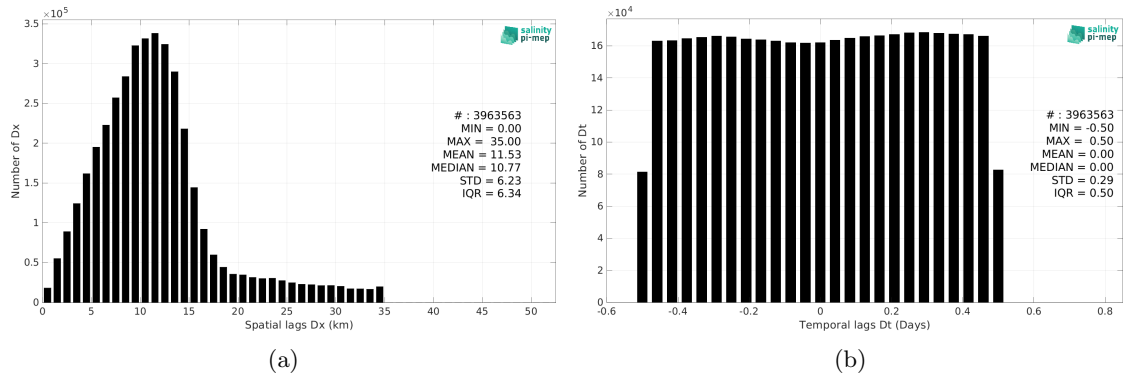 ×10⁵
3.5
3
2.5
2
1.5
1
0.5
0
Number of Dx
salinity
pi-mep
# : 3963563
MIN = 0.00
MAX = 35.00
MEAN = 11.53
MEDIAN = 10.77
STD = 6.23
IQR = 6.34
0 5 10 15 20 25 30 35 40 45 50
Spatial lags Dx (km)
(a)
×10⁴
16
14
12
10
8
6
4
2
0
Number of Dt
salinity
pi-mep
# : 3963563
MIN = -0.50
MAX = 0.50
MEAN = 0.00
MEDIAN = 0.00
STD = 0.29
IQR = 0.50
-0.6 -0.4 -0.2 0 0.2 0.4 0.6 0.8
Temporal lags Dt (Days)
(b)